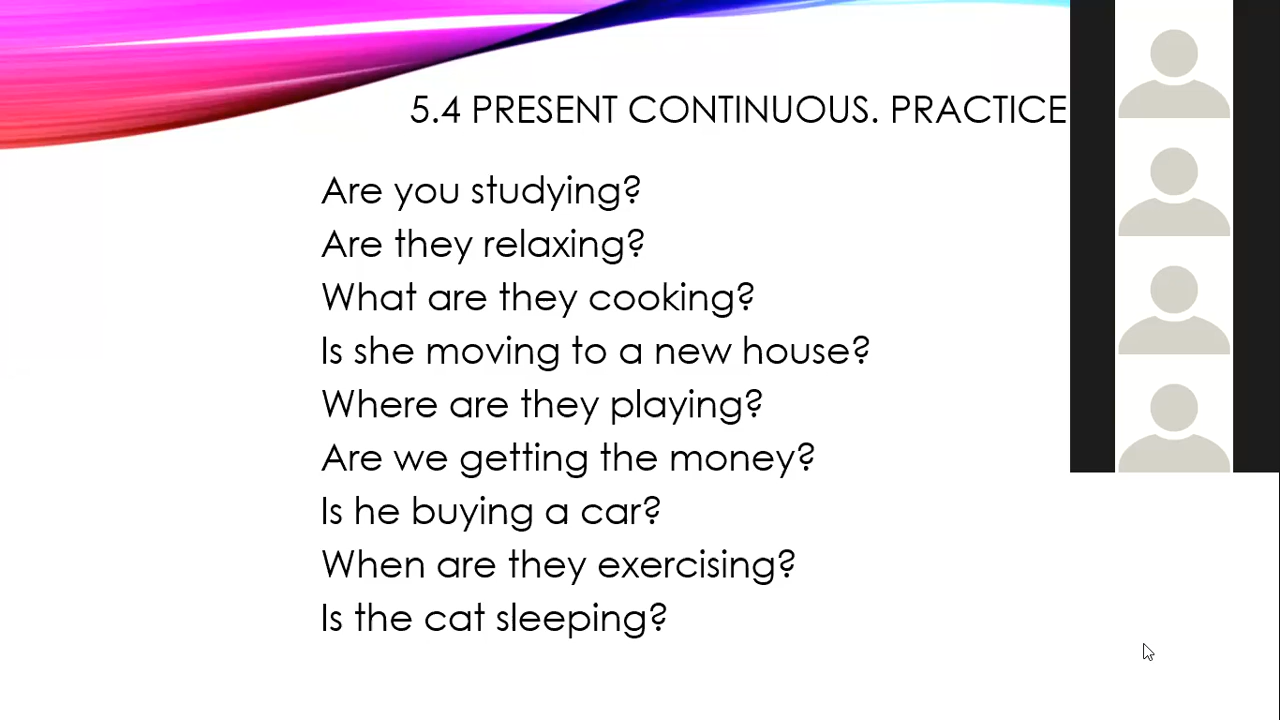 5.4 PRESENT CONTINUOUS. PRACTICE
Are you studying?
Are they relaxing?
What are they cooking?
Is she moving to a new house?
Where are they playing?
Are we getting the money?
Is he buying a car?
When are they exercising?
Is the cat sleeping?